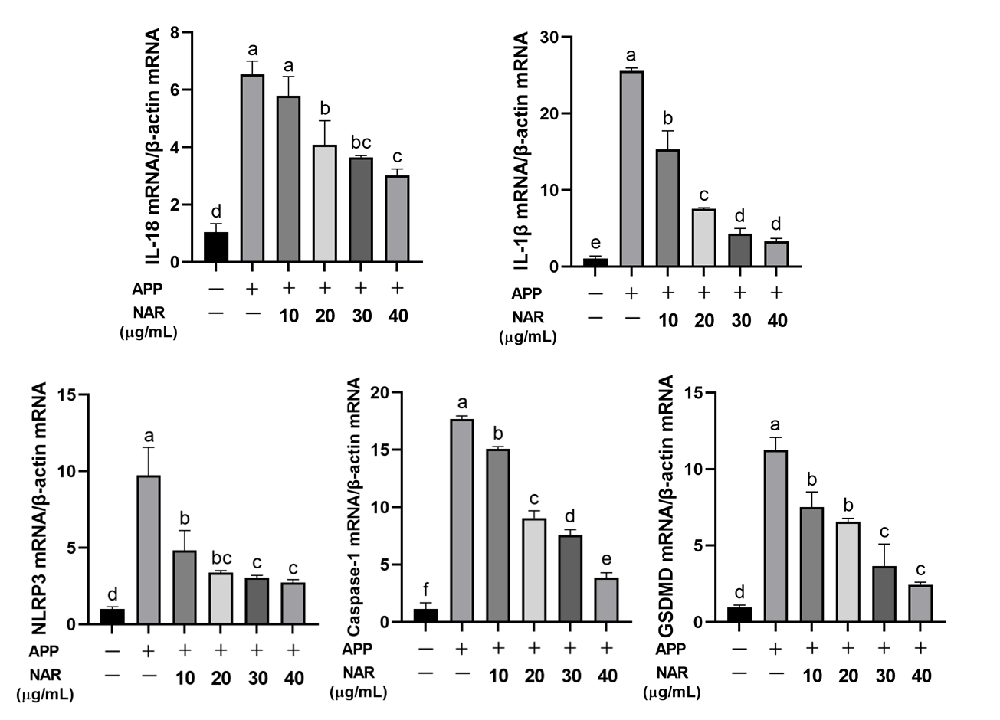 IL-18 mRNA/β-actin mRNA
8
6
4
2
0
d
a
a
b
bc
c
APP — + + + + +
NAR — — 10 20 30 40
(μg/mL)
IL-1β mRNA/β-actin mRNA
30
20
10
0
e
a
b
c
d
d
APP — + + + + +
NAR — — 10 20 30 40
(μg/mL)
NLRP3 mRNA/β-actin mRNA
15
10
5
0
d
a
b
bc
c
c
APP — + + + + +
NAR — — 10 20 30 40
(μg/mL)
Caspase-1 mRNA/β-actin mRNA
20
15
10
5
0
f
a
b
c
d
e
APP — + + + + +
NAR — — 10 20 30 40
(μg/mL)
GSDMD mRNA/β-actin mRNA
15
10
5
0
d
a
b
b
c
c
APP — + + + + +
NAR — — 10 20 30 40
(μg/mL)